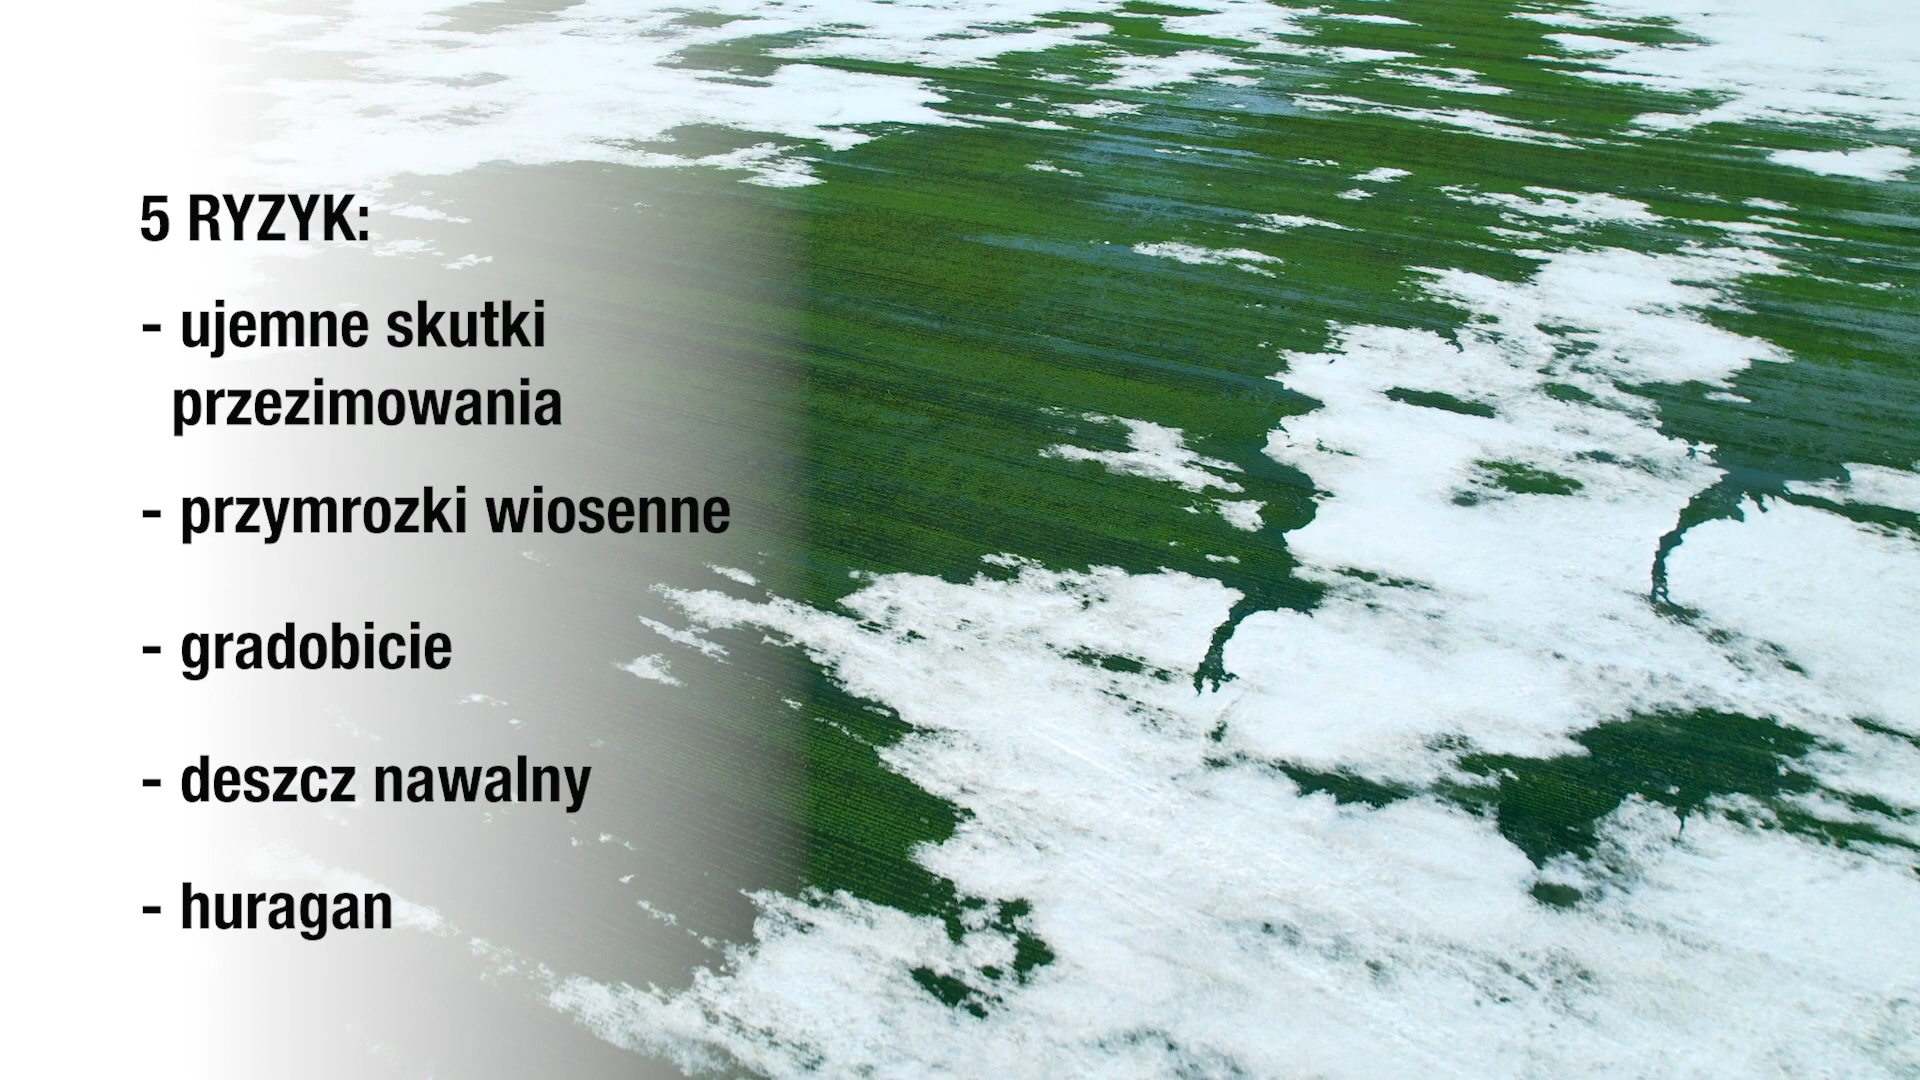 5 RYZYK:
- ujemne skutki
przezimowania
- przymrozki wiosenne
- gradobicie
- deszcz nawalny
- huragan